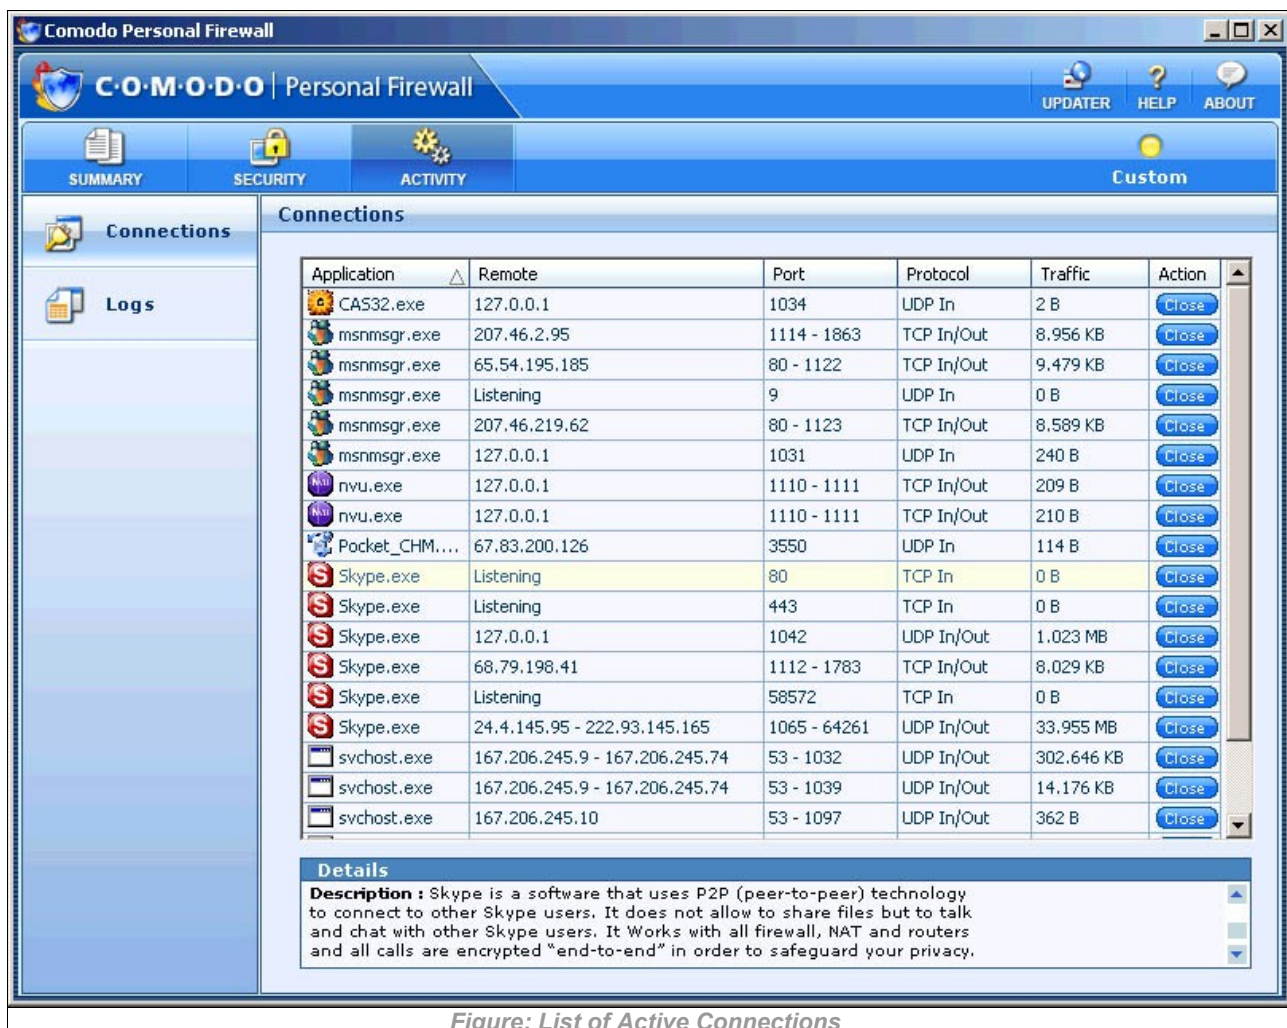 Comodo Personal Firewall
C·O·M·O·D·O | Personal Firewall
UPDATER HELP ABOUT
SUMMARY SECURITY ACTIVITY Custom
Connections
Logs
Connections
Application Remote Port Protocol Traffic Action
CAS32.exe 127.0.0.1 1034 UDP In 2 B Close
msnmsgr.exe 207.46.2.95 1114 - 1863 TCP In/Out 8.956 KB Close
msnmsgr.exe 65.54.195.185 80 - 1122 TCP In/Out 9.479 KB Close
msnmsgr.exe Listening 9 UDP In 0 B Close
msnmsgr.exe 207.46.219.62 80 - 1123 TCP In/Out 8.589 KB Close
msnmsgr.exe 127.0.0.1 1031 UDP In 240 B Close
nvu.exe 127.0.0.1 1110 - 1111 TCP In/Out 209 B Close
nvu.exe 127.0.0.1 1110 - 1111 TCP In/Out 210 B Close
Pocket_CHM.... 67.83.200.126 3550 UDP In 114 B Close
Skype.exe Listening 80 TCP In 0 B Close
Skype.exe Listening 443 TCP In 0 B Close
Skype.exe 127.0.0.1 1042 UDP In/Out 1.023 MB Close
Skype.exe 68.79.198.41 1112 - 1783 TCP In/Out 8.029 KB Close
Skype.exe Listening 58572 TCP In 0 B Close
Skype.exe 24.4.145.95 - 222.93.145.165 1065 - 64261 UDP In/Out 33.955 MB Close
svchost.exe 167.206.245.9 - 167.206.245.74 53 - 1032 UDP In/Out 302.646 KB Close
svchost.exe 167.206.245.9 - 167.206.245.74 53 - 1039 UDP In/Out 14.176 KB Close
svchost.exe 167.206.245.10 53 - 1097 UDP In/Out 362 B Close
Details
Description : Skype is a software that uses P2P (peer-to-peer) technology
to connect to other Skype users. It does not allow to share files but to talk
and chat with other Skype users. It Works with all firewall, NAT and routers
and all calls are encrypted “end-to-end” in order to safeguard your privacy.
Figure: List of Active Connections